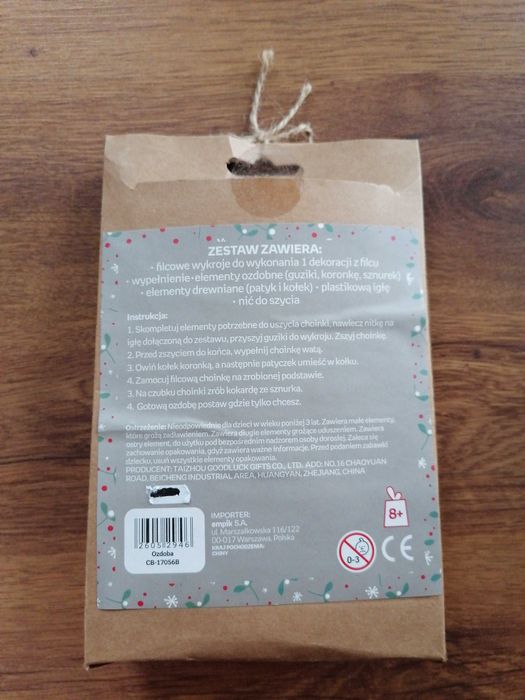 ZESTAW ZAWIERA:
• filcowe wykroje do wykonania 1 dekoracji z filcu
• wypełnienie • elementy ozdobne (guziki, koronkę, sznurek)
• elementy drewniane (patyk i kołek) • plastikową igłę
• nić do szycia
Instrukcja:
1. Skompletuj elementy potrzebne do uszycia choinki, nawlecz nitkę na
igłę dołączoną do zestawu, przyszyj guziki do wykroju. Zszyj choinkę.
2. Przed zszyciem do końca, wypełnij choinkę watą.
3. Owiń kołek koronką, a następnie patyczek umieść w kołku.
4. Zamocuj filcową choinkę na zrobionej podstawie.
3. Na czubku choinki zrób kokardę ze sznurka.
4. Gotową ozdobę postaw gdzie tylko chcesz.
Ostrzeżenie: Nieodpowiednie dla dzieci w wieku poniżej 3 lat. Zawiera małe elementy,
które grożą zadławieniem. Zawiera długie elementy grożące uduszeniem. Zawiera
ostry element, do użytku pod bezpośrednim nadzorem osoby dorosłej. Zaleca się
zachowanie opakowania, gdyż zawiera ważne informacje. Przed podaniem zabawki
dziecku, usuń wszystkie elementy opakowania.
PRODUCENT: TAIZHOU GOODLUCK GIFTS CO., LTD. ADD: NO.16 CHAOYUAN
ROAD, BEICHENG INDUSTRIAL AREA, HUANGYAN, ZHEJIANG, CHINA
2605 2946
Ozdoba
CB-17056B
IMPORTER:
empik S.A.
ul. Marszałkowska 116/122
00-017 Warszawa, Polska
KRAJ POCHODZENIA:
CHINY
8+
0-3
CE